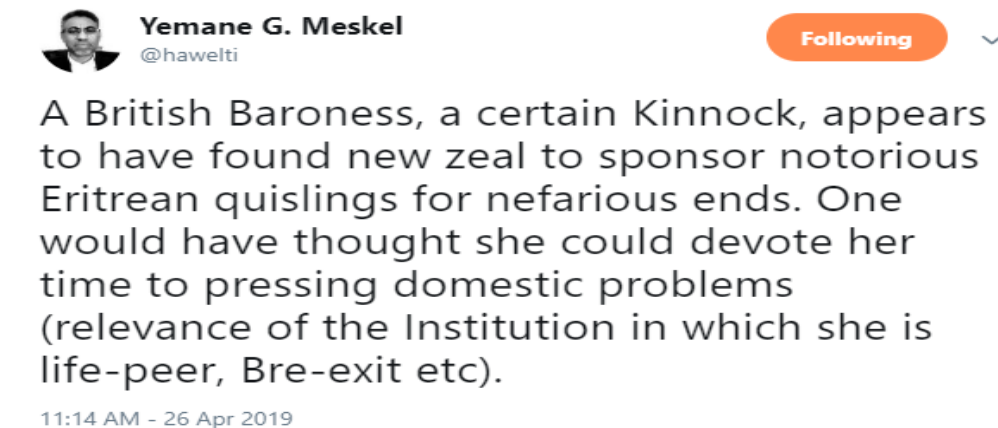 Yemane G. Meskel
@hawelti
Following
A British Baroness, a certain Kinnock, appears
to have found new zeal to sponsor notorious
Eritrean quislings for nefarious ends. One
would have thought she could devote her
time to pressing domestic problems
(relevance of the Institution in which she is
life-peer, Bre-exit etc).
11:14 AM - 26 Apr 2019